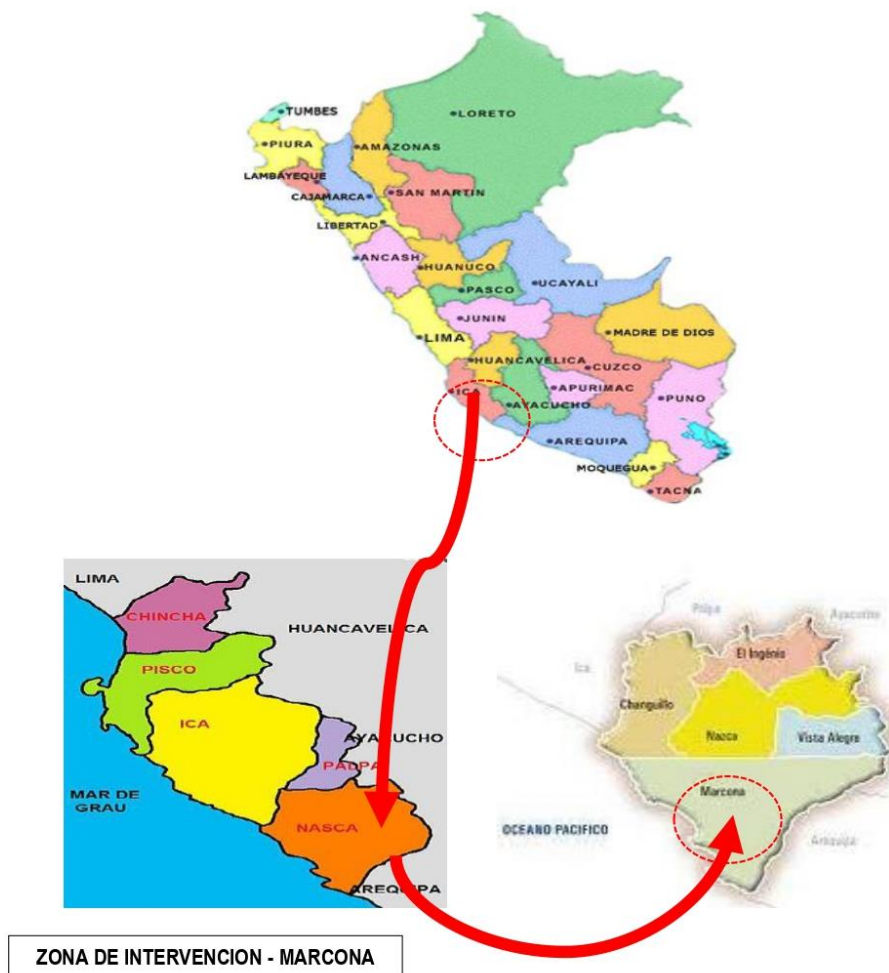 TUMBES
LORETO
PIURA
AMAZONAS
LAMBAYEQUE
SAN MARTIN
CAJAMARCA
LIBERTAD
ANCASH
HUANUCO
UCAYALI
PASCO
JUNIN
LIMA
MADRE DE DIOS
HUANCAVELICA
CUZCO
ICA
APURIMAC
PUNO
AYACUCHO
AREQUIPA
MOQUEGUA
TACNA
LIMA
CHINCHA
HUANCAVELICA
PISCO
ICA
AYACUCHO
PALPA
MAR DE
GRAU
NASCA
AREQUIPA
Palpa
Ayacucho
El Ingénio
Ica
Changuillo
Nazca
Vista Alegre
Marcona
OCEANO PACIFICO
Arequipa
ZONA DE INTERVENCION - MARCONA